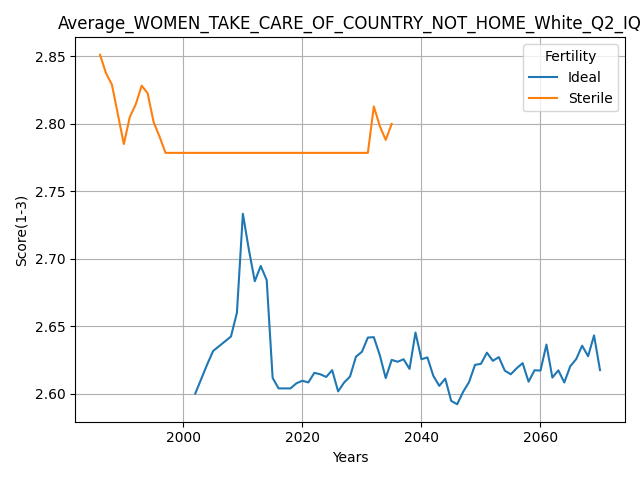 Average_WOMEN_TAKE_CARE_OF_COUNTRY_NOT_HOME_White_Q2_IQ
Fertility
Ideal
Sterile
Score(1-3)
2.85
2.80
2.75
2.70
2.65
2.60
2000 2020 2040 2060
Years